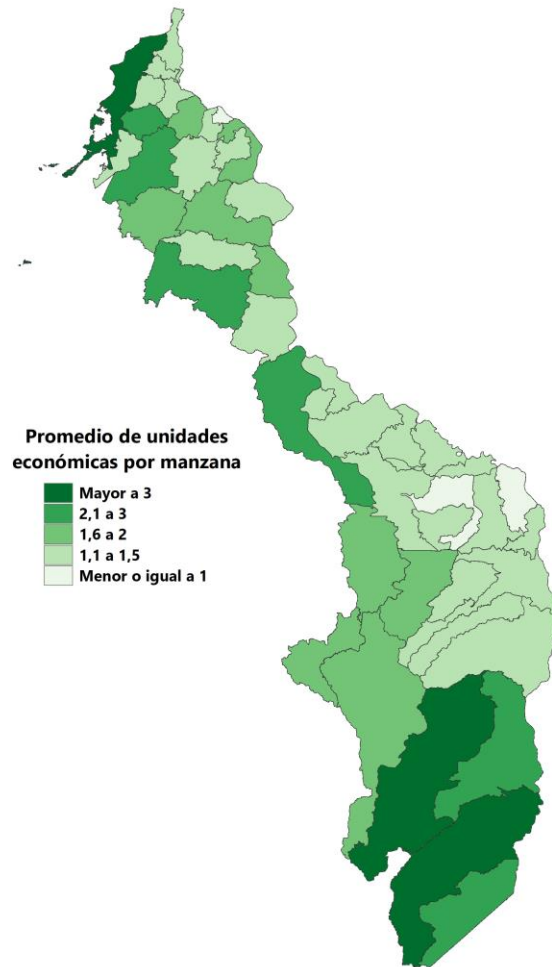 Promedio de unidades
económicas por manzana
Mayor a 3
2,1 a 3
1,6 a 2
1,1 a 1,5
Menor o igual a 1